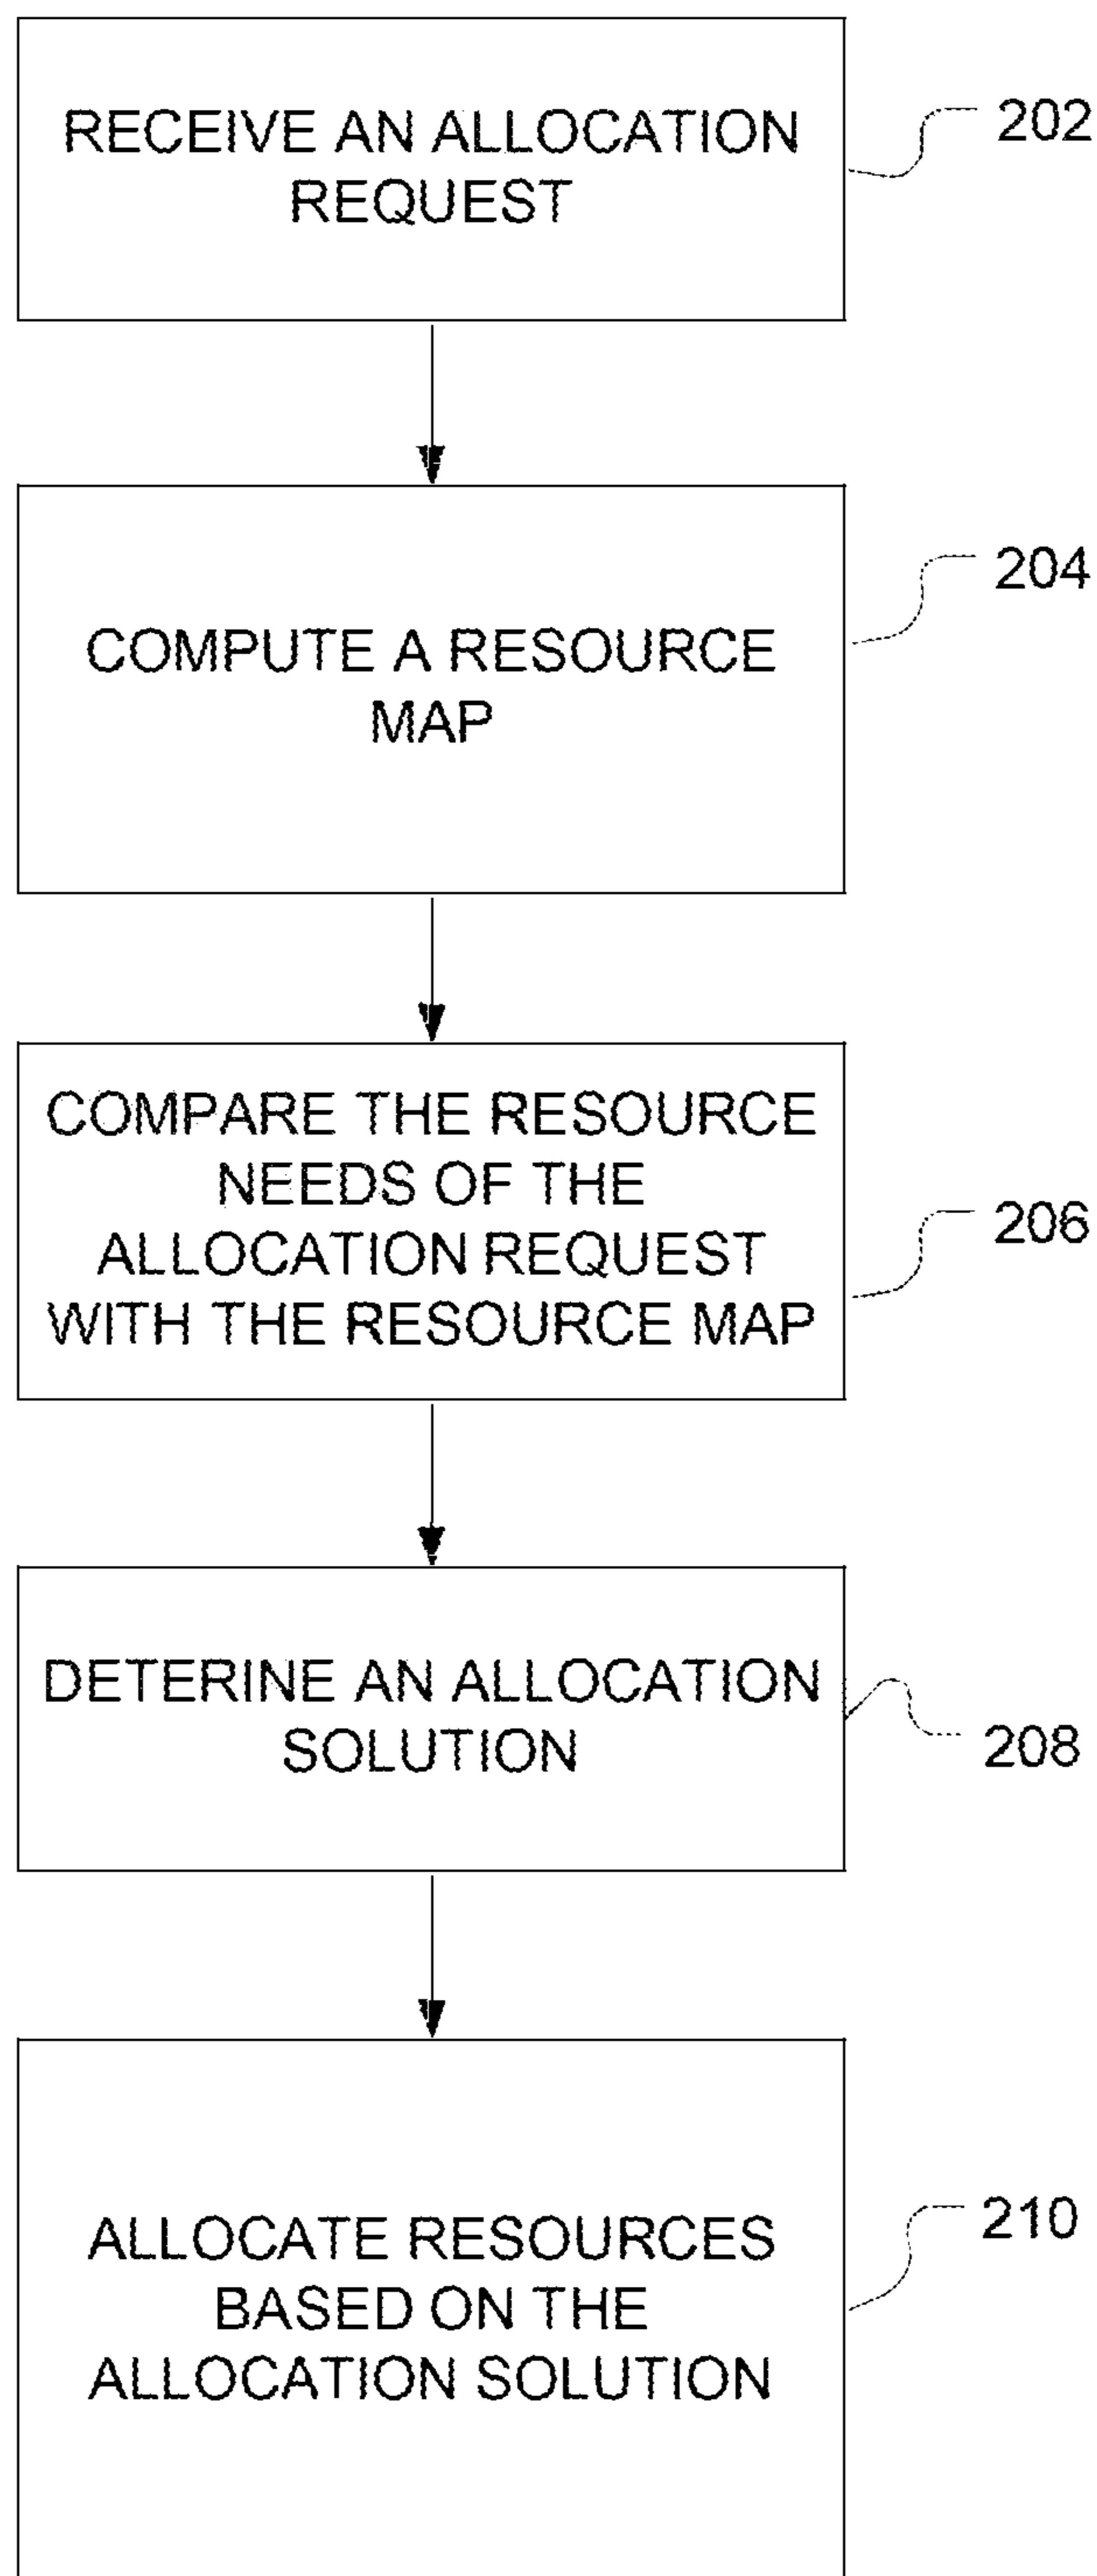 RECEIVE AN ALLOCATION
REQUEST
202
COMPUTE A RESOURCE
MAP
204
COMPARE THE RESOURCE
NEEDS OF THE
ALLOCATION REQUEST
WITH THE RESOURCE MAP
206
DETERINE AN ALLOCATION
SOLUTION
208
ALLOCATE RESOURCES
BASED ON THE
ALLOCATION SOLUTION
210